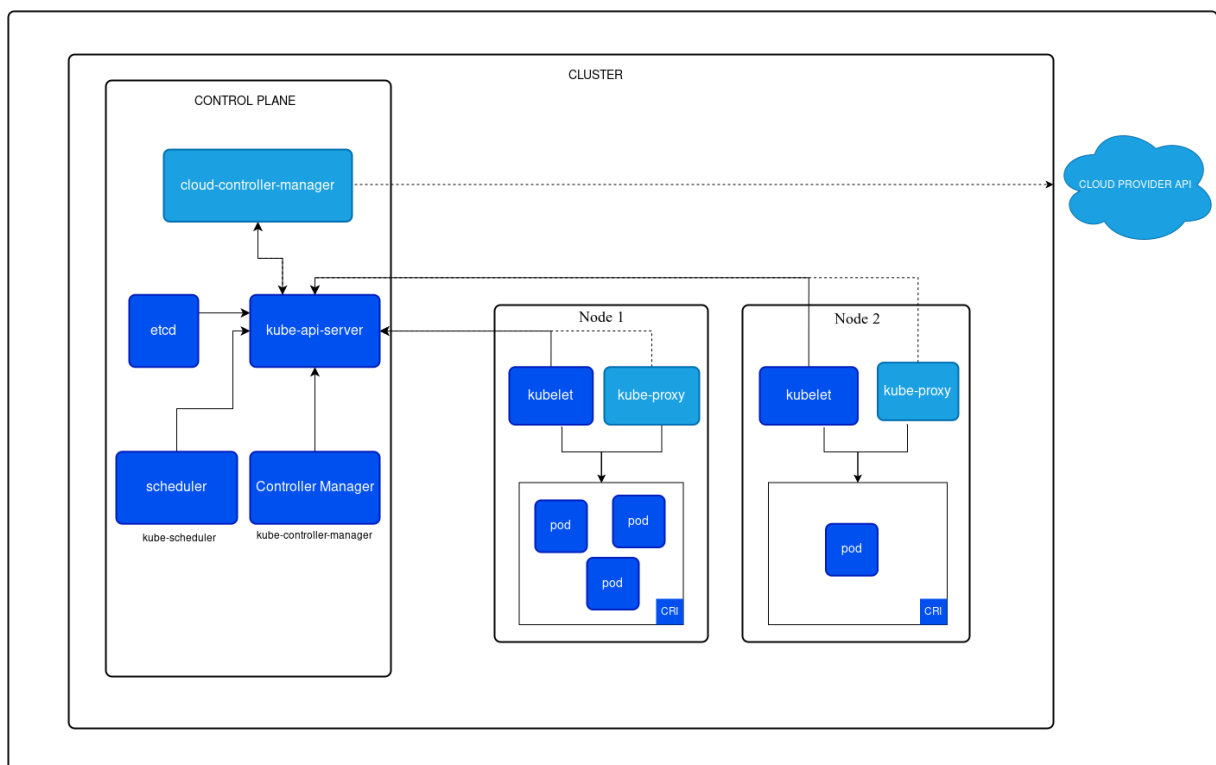 CLUSTER
CONTROL PLANE
cloud-controller-manager
CLOUD PROVIDER API
etcd
kube-api-server
scheduler
kube-scheduler
Controller Manager
kube-controller-manager
Node 1
kubelet
kube-proxy
pod
pod
pod
CRI
Node 2
kubelet
kube-proxy
pod
CRI